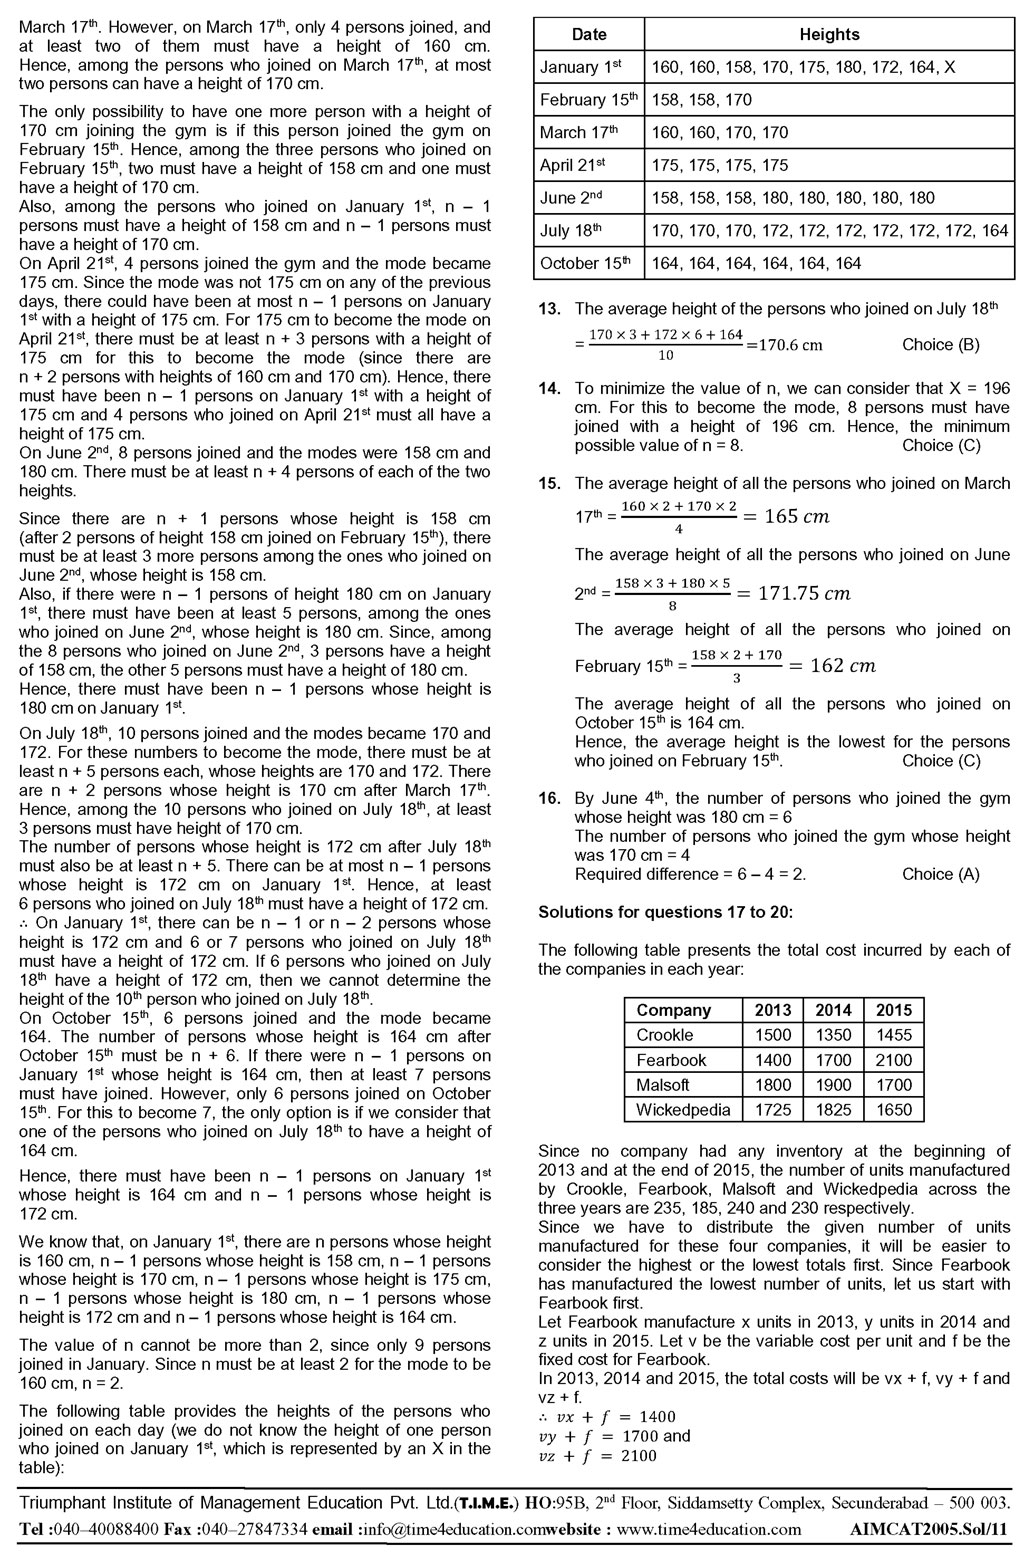 March 17th. However, on March 17th, only 4 persons joined, and
at least two of them must have a height of 160 cm.
Hence, among the persons who joined on March 17th, at most
two persons can have a height of 170 cm.
The only possibility to have one more person with a height of
170 cm joining the gym is if this person joined the gym on
February 15th. Hence, among the three persons who joined on
February 15th, two must have a height of 158 cm and one must
have a height of 170 cm.
Also, among the persons who joined on January 1st, n – 1
persons must have a height of 158 cm and n – 1 persons must
have a height of 170 cm.
On April 21st, 4 persons joined the gym and the mode became
175 cm. Since the mode was not 175 cm on any of the previous
days, there could have been at most n – 1 persons on January
1st with a height of 175 cm. For 175 cm to become the mode on
April 21st, there must be at least n + 3 persons with a height of
175 cm for this to become the mode (since there are
n + 2 persons with heights of 160 cm and 170 cm). Hence, there
must have been n – 1 persons on January 1st with a height of
175 cm and 4 persons who joined on April 21st must all have a
height of 175 cm.
On June 2nd, 8 persons joined and the modes were 158 cm and
180 cm. There must be at least n + 4 persons of each of the two
heights.
Since there are n + 1 persons whose height is 158 cm
(after 2 persons of height 158 cm joined on February 15th), there
must be at least 3 more persons among the ones who joined on
June 2nd, whose height is 158 cm.
Also, if there were n – 1 persons of height 180 cm on January
1st, there must have been at least 5 persons, among the ones
who joined on June 2nd, whose height is 180 cm. Since, among
the 8 persons who joined on June 2nd, 3 persons have a height
of 158 cm, the other 5 persons must have a height of 180 cm.
Hence, there must have been n – 1 persons whose height is
180 cm on January 1st.
On July 18th, 10 persons joined and the modes became 170 and
172. For these numbers to become the mode, there must be at
least n + 5 persons each, whose heights are 170 and 172. There
are n + 2 persons whose height is 170 cm after March 17th.
Hence, among the 10 persons who joined on July 18th, at least
3 persons must have height of 170 cm.
The number of persons whose height is 172 cm after July 18th
must also be at least n + 5. There can be at most n – 1 persons
whose height is 172 cm on January 1st. Hence, at least
6 persons who joined on July 18th must have a height of 172 cm.
∴ On January 1st, there can be n – 1 or n – 2 persons whose
height is 172 cm and 6 or 7 persons who joined on July 18th
must have a height of 172 cm. If 6 persons who joined on July
18th have a height of 172 cm, then we cannot determine the
height of the 10th person who joined on July 18th.
On October 15th, 6 persons joined and the mode became
164. The number of persons whose height is 164 cm after
October 15th must be n + 6. If there were n – 1 persons on
January 1st whose height is 164 cm, then at least 7 persons
must have joined. However, only 6 persons joined on October
15th. For this to become 7, the only option is if we consider that
one of the persons who joined on July 18th to have a height of
164 cm.
Hence, there must have been n – 1 persons on January 1st
whose height is 164 cm and n – 1 persons whose height is
172 cm.
We know that, on January 1st, there are n persons whose height
is 160 cm, n – 1 persons whose height is 158 cm, n – 1 persons
whose height is 170 cm, n – 1 persons whose height is 175 cm,
n – 1 persons whose height is 180 cm, n – 1 persons whose
height is 172 cm and n – 1 persons whose height is 164 cm.
The value of n cannot be more than 2, since only 9 persons
joined in January. Since n must be at least 2 for the mode to be
160 cm, n = 2.
The following table provides the heights of the persons who
joined on each day (we do not know the height of one person
who joined on January 1st, which is represented by an X in the
table):
Date Heights
January 1st 160, 160, 158, 170, 175, 180, 172, 164, X
February 15th 158, 158, 170
March 17th 160, 160, 170, 170
April 21st 175, 175, 175, 175
June 2nd 158, 158, 158, 180, 180, 180, 180, 180
July 18th 170, 170, 170, 172, 172, 172, 172, 172, 172, 164
October 15th 164, 164, 164, 164, 164, 164
13. The average height of the persons who joined on July 18th
= (170 × 3 + 172 × 6 + 164)/10 =170.6 cm Choice (B)
14. To minimize the value of n, we can consider that X = 196
cm. For this to become the mode, 8 persons must have
joined with a height of 196 cm. Hence, the minimum
possible value of n = 8. Choice (C)
15. The average height of all the persons who joined on March
17th = (160 × 2 + 170 × 2)/4 = 165 cm
The average height of all the persons who joined on June
2nd = (158 × 3 + 180 × 5)/8 = 171.75 cm
The average height of all the persons who joined on
February 15th = (158 × 2 + 170)/3 = 162 cm
The average height of all the persons who joined on
October 15th is 164 cm.
Hence, the average height is the lowest for the persons
who joined on February 15th. Choice (C)
16. By June 4th, the number of persons who joined the gym
whose height was 180 cm = 6
The number of persons who joined the gym whose height
was 170 cm = 4
Required difference = 6 – 4 = 2. Choice (A)
Solutions for questions 17 to 20:
The following table presents the total cost incurred by each of
the companies in each year:
Company 2013 2014 2015
Crookle 1500 1350 1455
Fearbook 1400 1700 2100
Malsoft 1800 1900 1700
Wickedpedia 1725 1825 1650
Since no company had any inventory at the beginning of
2013 and at the end of 2015, the number of units manufactured
by Crookle, Fearbook, Malsoft and Wickedpedia across the
three years are 235, 185, 240 and 230 respectively.
Since we have to distribute the given number of units
manufactured for these four companies, it will be easier to
consider the highest or the lowest totals first. Since Fearbook
has manufactured the lowest number of units, let us start with
Fearbook first.
Let Fearbook manufacture x units in 2013, y units in 2014 and
z units in 2015. Let v be the variable cost per unit and f be the
fixed cost for Fearbook.
In 2013, 2014 and 2015, the total costs will be vx + f, vy + f and
vz + f.
∴ vx + f = 1400
vy + f = 1700 and
vz + f = 2100
Triumphant Institute of Management Education Pvt. Ltd.(T.I.M.E.) HO:95B, 2nd Floor, Siddamsetty Complex, Secunderabad – 500 003.
Tel :040–40088400 Fax :040–27847334 email :info@time4education.comwebsite : www.time4education.com AIMCAT2005.Sol/11